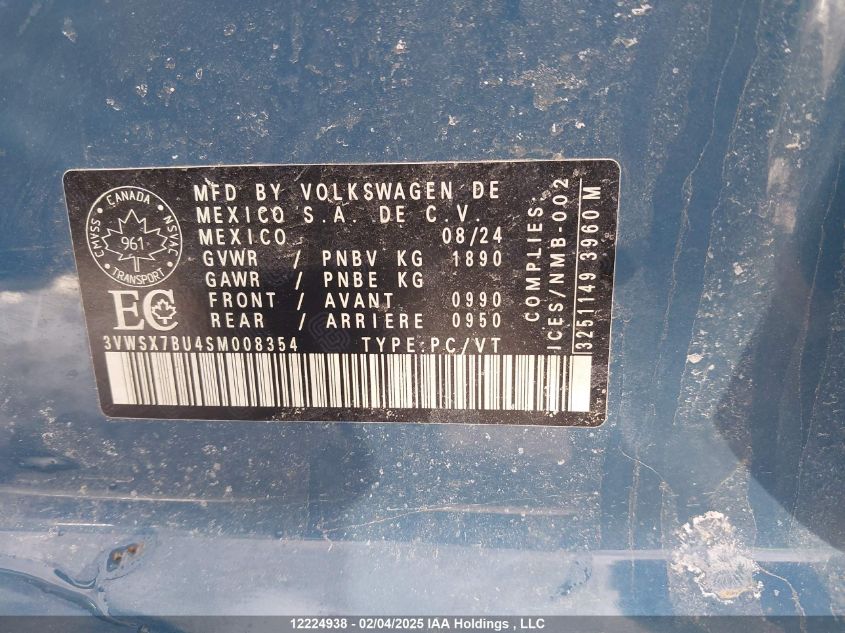 CANADA
CMVSS
NSVAC
961
TRANSPORT
MFD BY VOLKSWAGEN DE
MEXICO S.A. DE C.V.
MEXICO 08/24
GVWR / PNBV KG 1890
GAWR / PNBE KG
FRONT / AVANT 0990
REAR / ARRIERE 0950
EC
3VWSX7BU4SM008354 TYPE:PC/VT
COMPLIES:
ICES/NMB-002
3251149 3960 M
12224938 - 02/04/2025 IAA Holdings , LLC